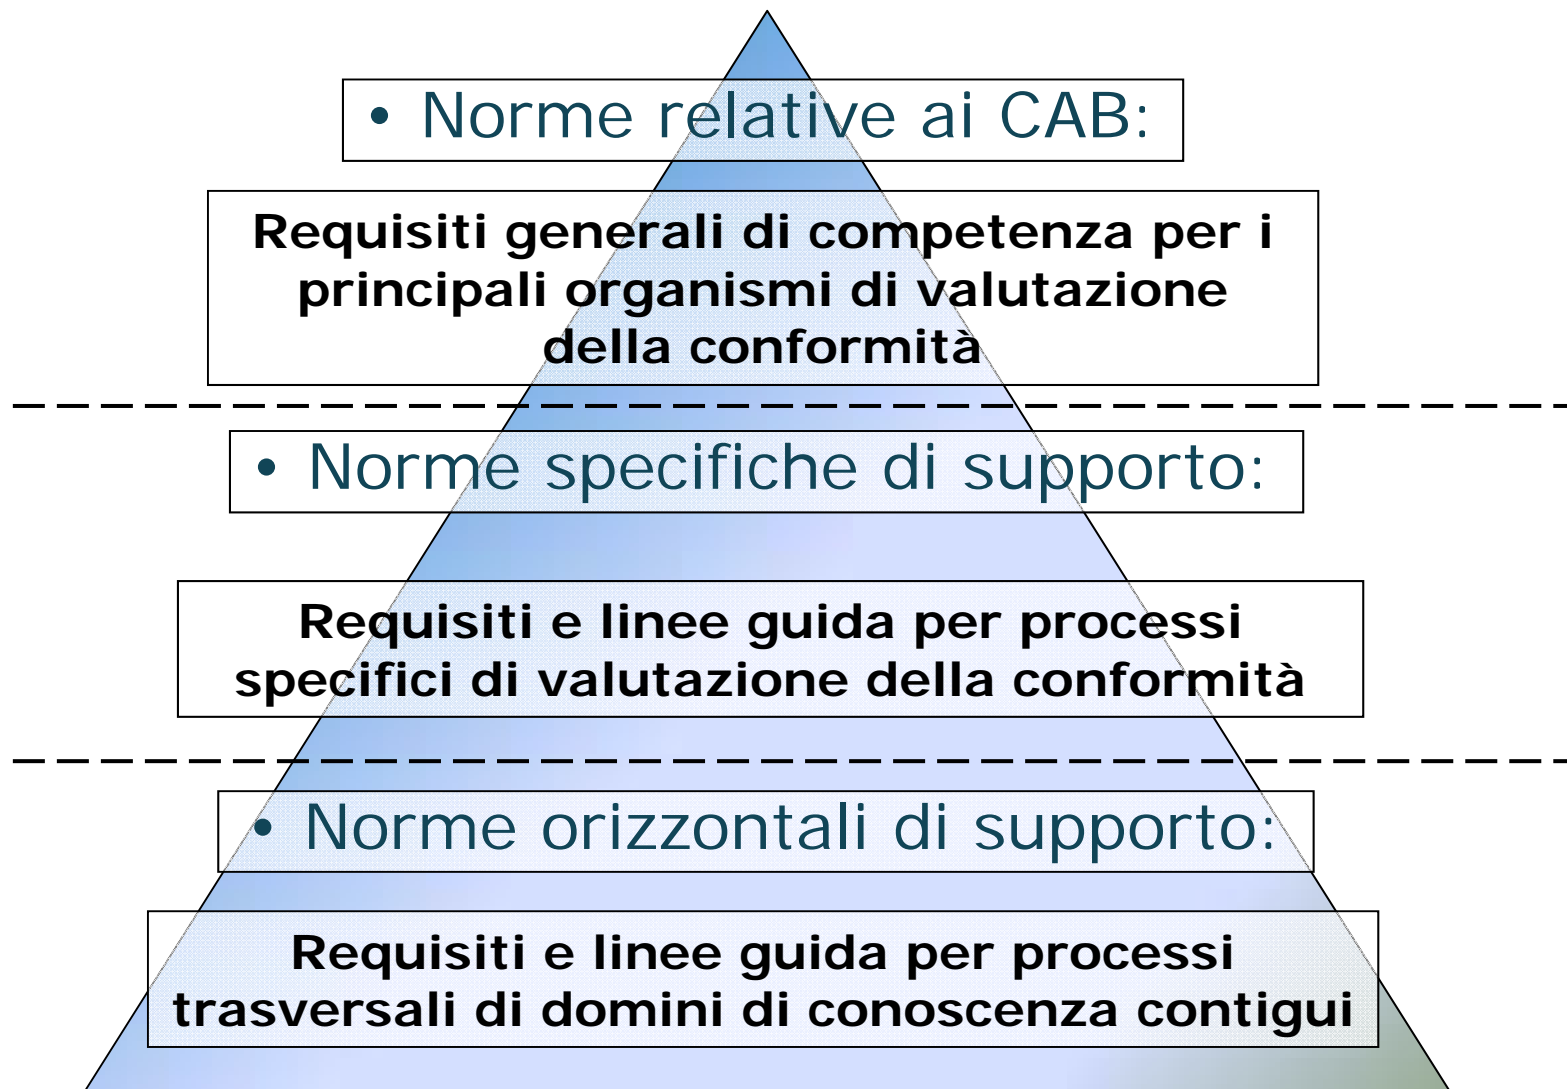 • Norme relative ai CAB:
Requisiti generali di competenza per i
principali organismi di valutazione
della conformità
• Norme specifiche di supporto:
Requisiti e linee guida per processi
specifici di valutazione della conformità
• Norme orizzontali di supporto:
Requisiti e linee guida per processi
trasversali di domini di conoscenza contigui